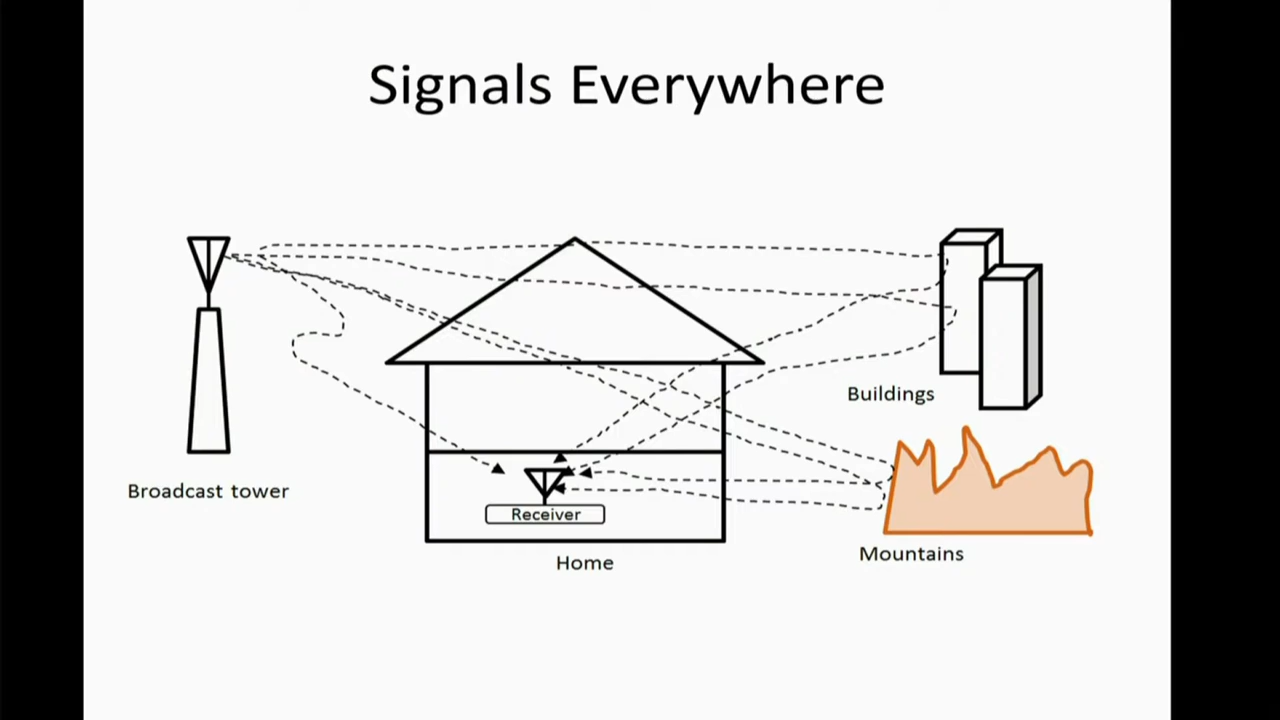 Signals Everywhere
Buildings
Broadcast tower
Receiver
Home
Mountains